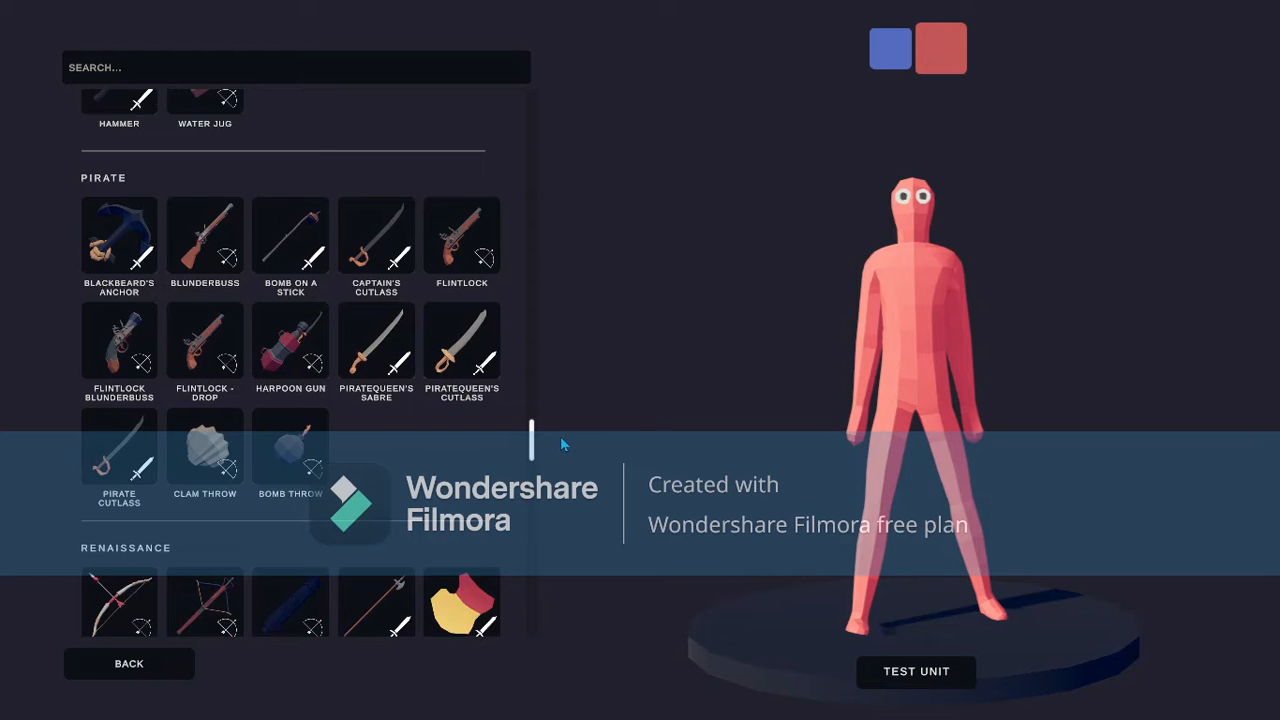 SEARCH...
HAMMER
WATER JUG
PIRATE
BLACKBEARD'S
ANCHOR
BLUNDERBUSS
BOMB ON A
STICK
CAPTAIN'S
CUTLASS
FLINTLOCK
FLINTLOCK
BLUNDERBUSS
FLINTLOCK -
DROP
HARPOON GUN
PIRATEQUEEN'S
SABRE
PIRATEQUEEN'S
CUTLASS
PIRATE
CUTLASS
CLAM THROW
BOMB THROW
Wondershare
Filmora
Created with
Wondershare Filmora free plan
RENAISSANCE
BACK
TEST UNIT